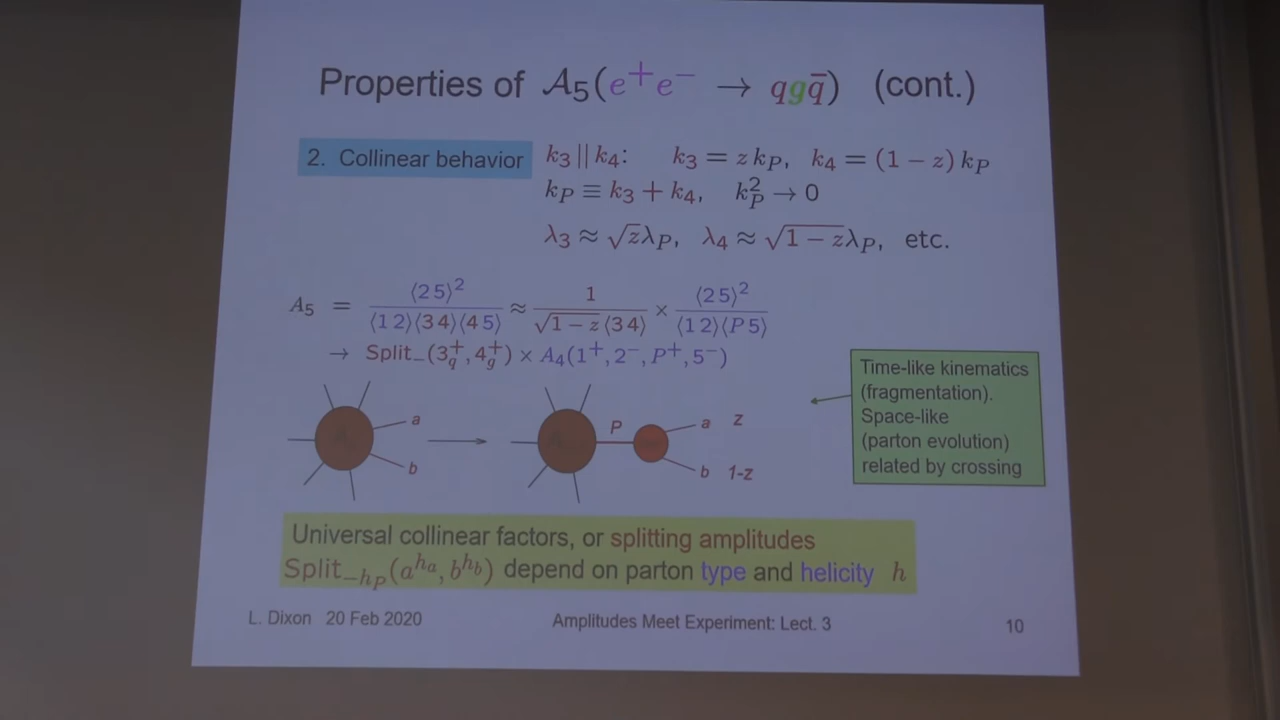 Properties of A₅(e⁺e⁻ → qgq̄) (cont.)
2. Collinear behavior
k₃ || k₄: k₃ = z k_P, k₄ = (1 − z) k_P
k_P ≡ k₃ + k₄, k_P² → 0
λ₃ ≈ √z λ_P, λ₄ ≈ √(1 − z) λ_P, etc.
A₅ = ⟨2 5⟩² / (⟨1 2⟩⟨3 4⟩⟨4 5⟩) ≈ 1 / (√(1 − z) ⟨3 4⟩) × ⟨2 5⟩² / (⟨1 2⟩⟨P 5⟩)
→ Split₋(3_q⁺, 4_g⁺) × A₄(1⁺, 2⁻, P⁺, 5⁻)
a
b
P
a z
b 1-z
Time-like kinematics
(fragmentation).
Space-like
(parton evolution)
related by crossing
Universal collinear factors, or splitting amplitudes
Split_{−h_P}(a^{h_a}, b^{h_b}) depend on parton type and helicity h
L. Dixon 20 Feb 2020
Amplitudes Meet Experiment: Lect. 3
10